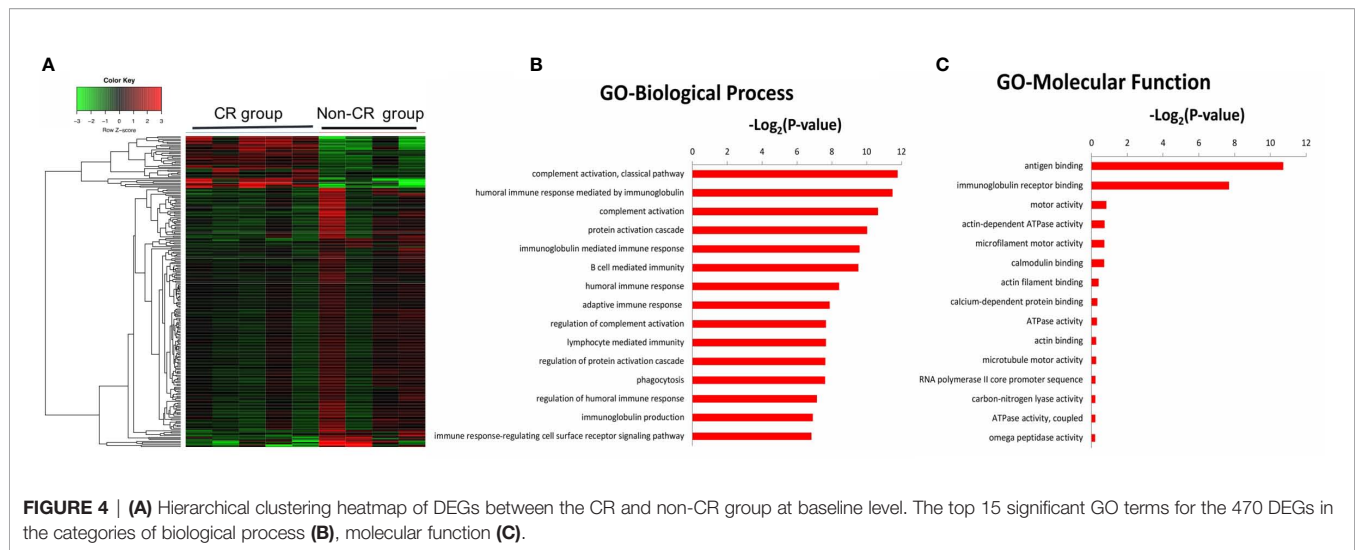 A
Color Key
-3 -2 -1 0 1 2 3
Row Z-score
CR group
Non-CR group
B
GO-Biological Process
-Log2(P-value)
0 2 4 6 8 10 12
complement activation, classical pathway
humoral immune response mediated by immunoglobulin
complement activation
protein activation cascade
immunoglobulin mediated immune response
B cell mediated immunity
humoral immune response
adaptive immune response
regulation of complement activation
lymphocyte mediated immunity
regulation of protein activation cascade
phagocytosis
regulation of humoral immune response
immunoglobulin production
immune response-regulating cell surface receptor signaling pathway
C
GO-Molecular Function
-Log2(P-value)
0 2 4 6 8 10 12
antigen binding
immunoglobulin receptor binding
motor activity
actin-dependent ATPase activity
microfilament motor activity
calmodulin binding
actin filament binding
calcium-dependent protein binding
ATPase activity
actin binding
microtubule motor activity
RNA polymerase II core promoter sequence
carbon-nitrogen lyase activity
ATPase activity, coupled
omega peptidase activity
FIGURE 4 | (A) Hierarchical clustering heatmap of DEGs between the CR and non-CR group at baseline level. The top 15 significant GO terms for the 470 DEGs in
the categories of biological process (B), molecular function (C).